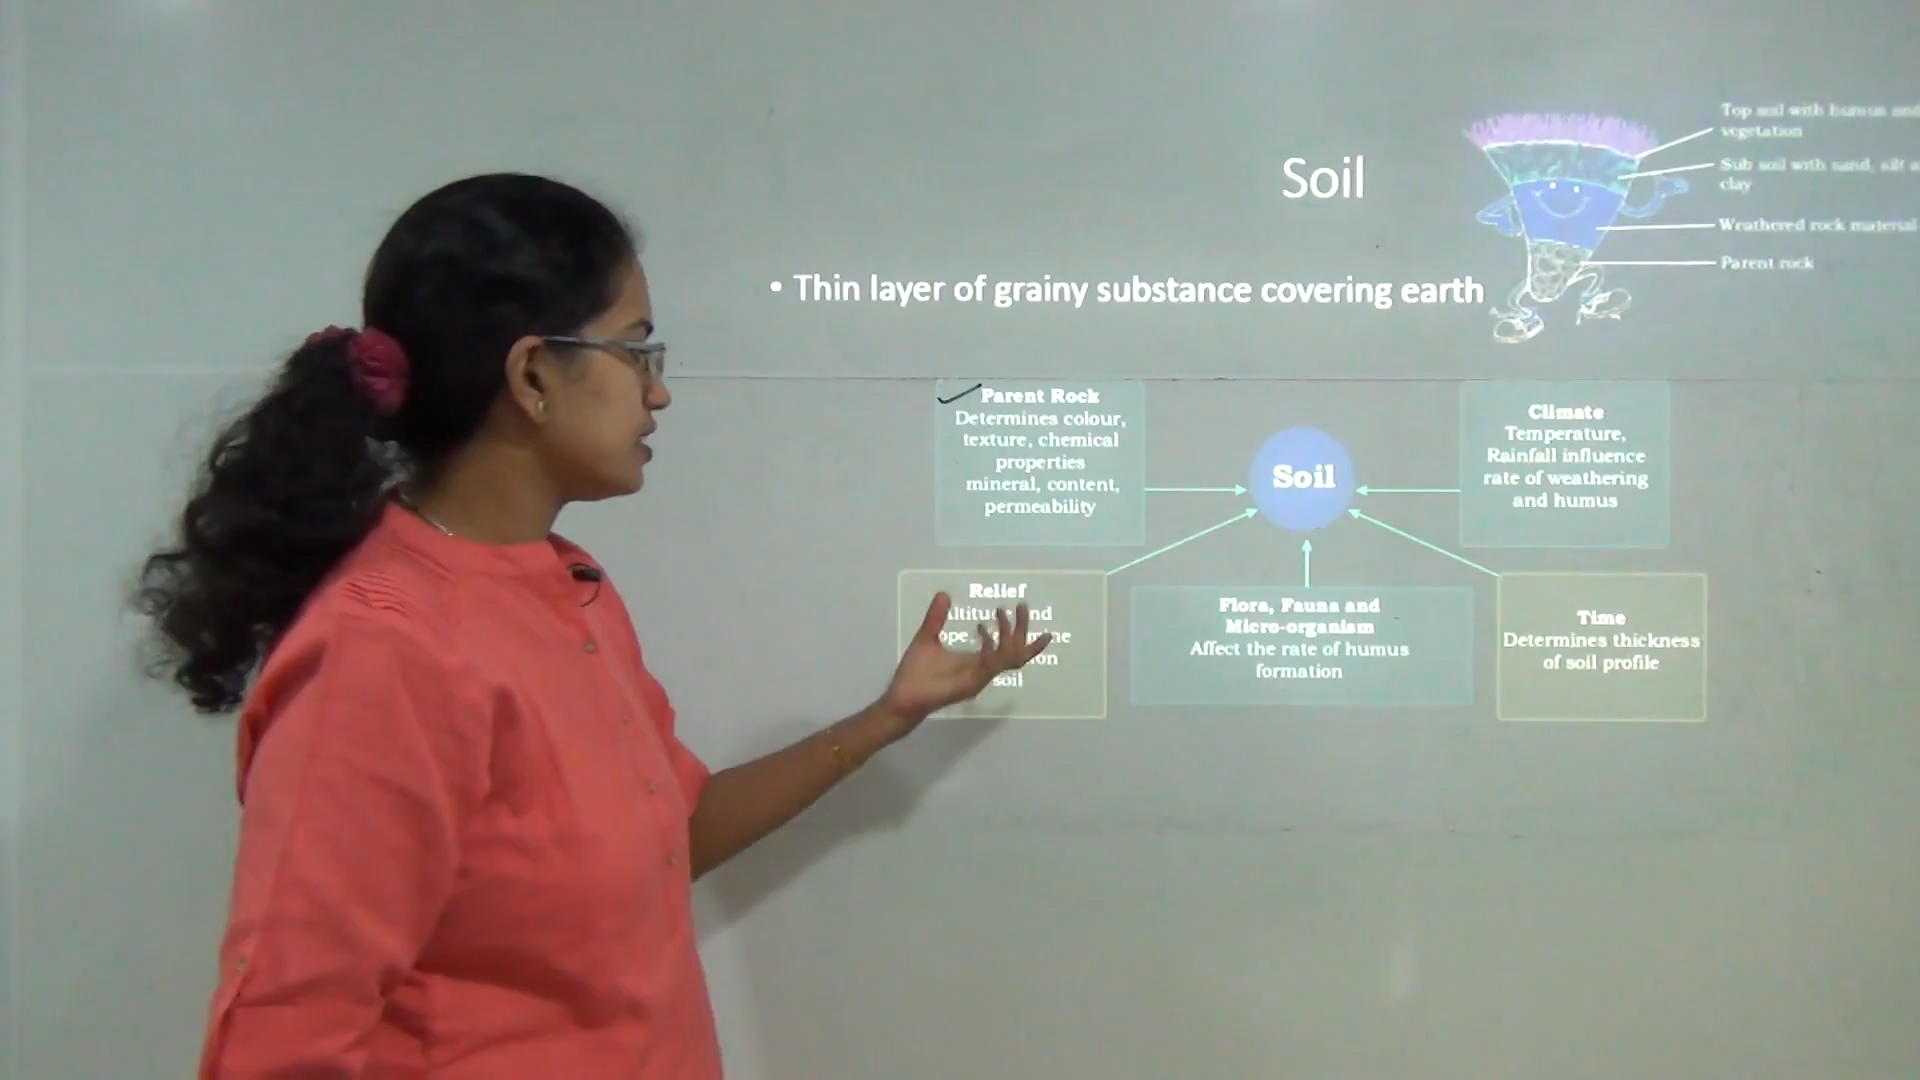 Soil
Top soil with humus and
vegetation
Sub soil with sand, silt
clay
Weathered rock material
Parent rock
• Thin layer of grainy substance covering earth
Parent Rock
Determines colour,
texture, chemical
properties
mineral, content,
permeability
Soil
Climate
Temperature,
Rainfall influence
rate of weathering
and humus
Relief
soil
Flora, Fauna and
Micro-organism
Affect the rate of humus
formation
Time
Determines thickness
of soil profile